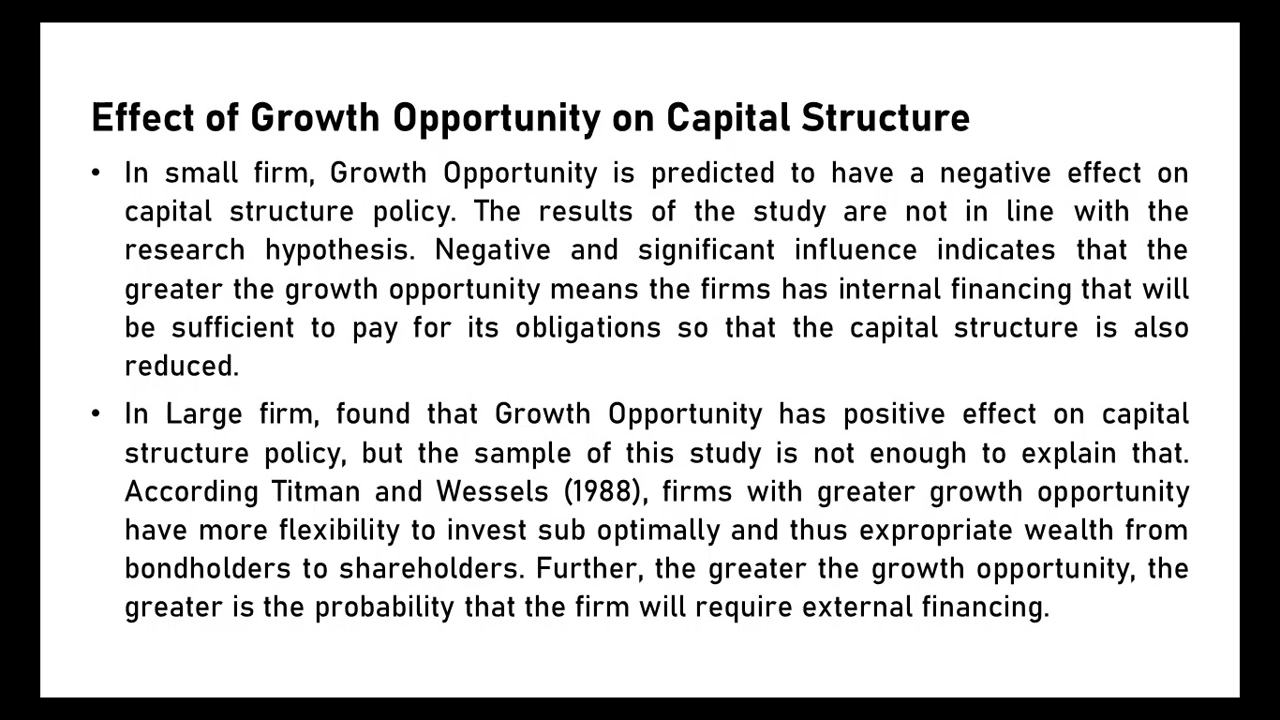 Effect of Growth Opportunity on Capital Structure
• In small firm, Growth Opportunity is predicted to have a negative effect on
capital structure policy. The results of the study are not in line with the
research hypothesis. Negative and significant influence indicates that the
greater the growth opportunity means the firms has internal financing that will
be sufficient to pay for its obligations so that the capital structure is also
reduced.
• In Large firm, found that Growth Opportunity has positive effect on capital
structure policy, but the sample of this study is not enough to explain that.
According Titman and Wessels (1988), firms with greater growth opportunity
have more flexibility to invest sub optimally and thus expropriate wealth from
bondholders to shareholders. Further, the greater the growth opportunity, the
greater is the probability that the firm will require external financing.